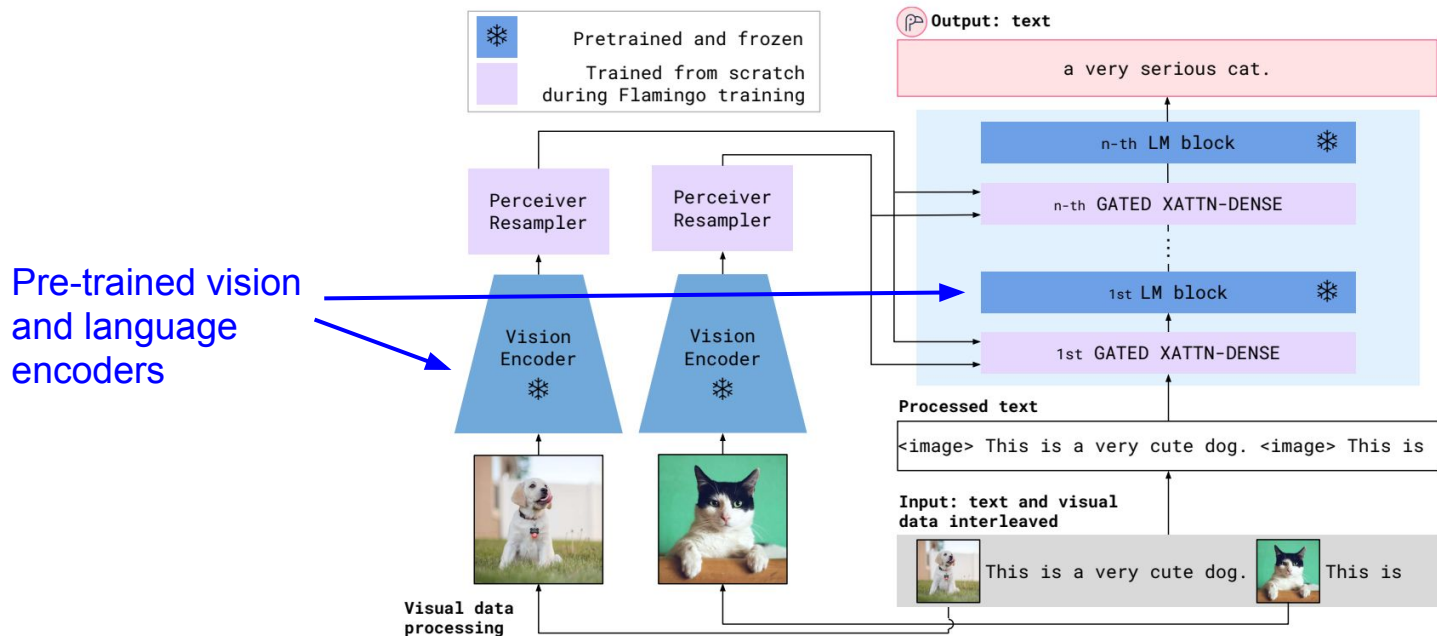 Pretrained and frozen
Trained from scratch
during Flamingo training
Output: text
a very serious cat.
n-th LM block
n-th GATED XATTN-DENSE
1st LM block
1st GATED XATTN-DENSE
Perceiver
Resampler
Perceiver
Resampler
Pre-trained vision
and language
encoders
Vision
Encoder
Vision
Encoder
Processed text
<image> This is a very cute dog. <image> This is
Input: text and visual
data interleaved
This is a very cute dog.
This is
Visual data
processing